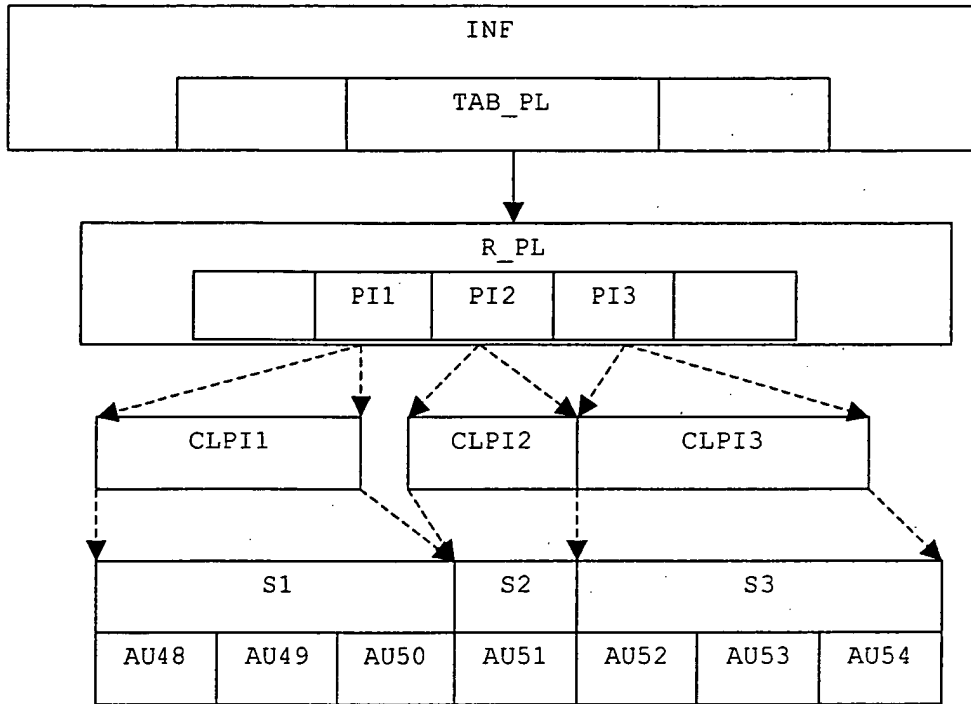 INF
TAB_PL
R_PL
PI1 PI2 PI3
CLPI1 CLPI2 CLPI3
S1 S2 S3
AU48 AU49 AU50 AU51 AU52 AU53 AU54